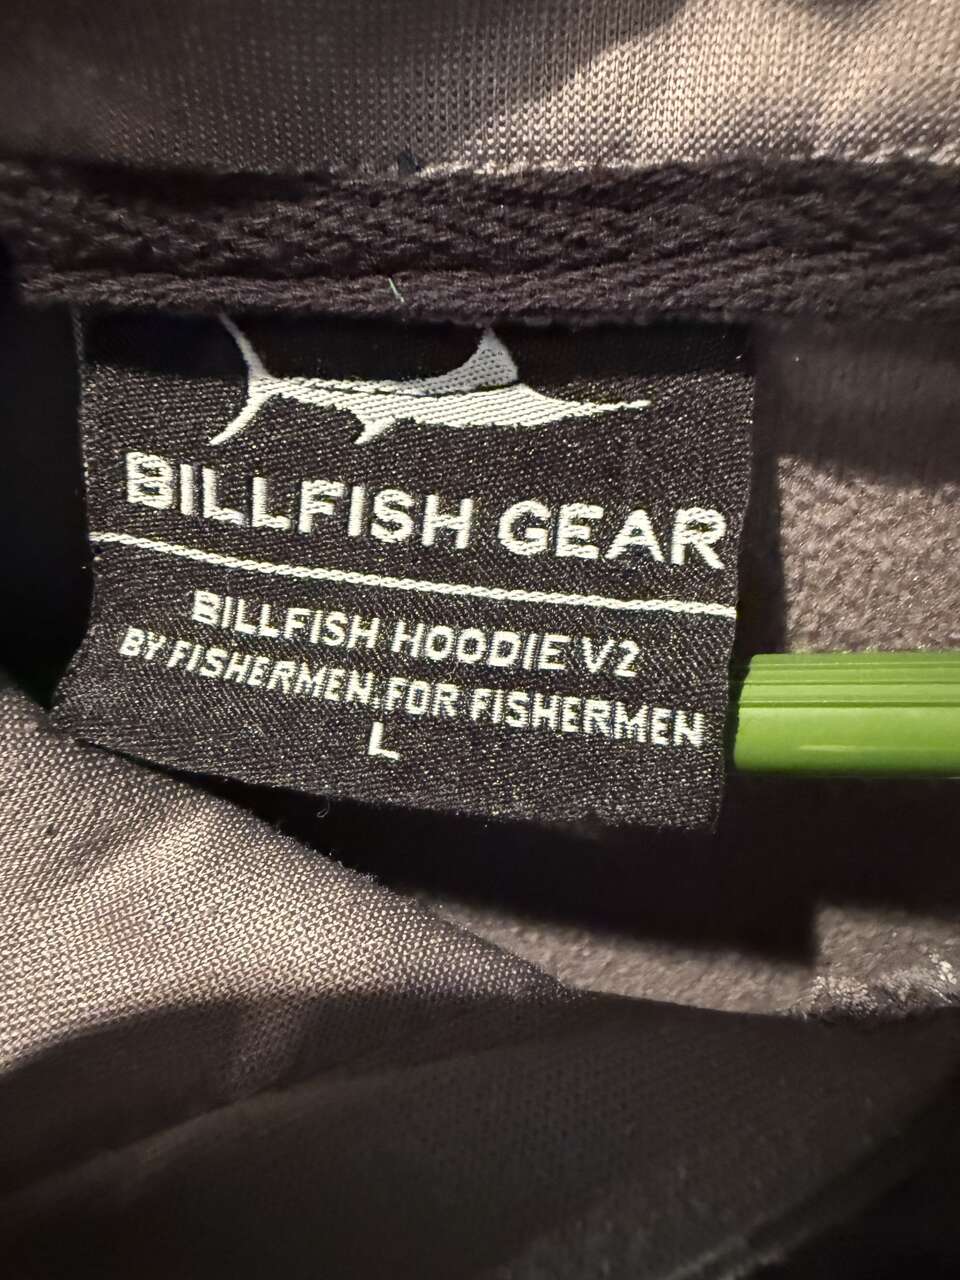 BILLFISH GEAR
BILLFISH HOODIE V2
BY FISHERMEN, FOR FISHERMEN
L